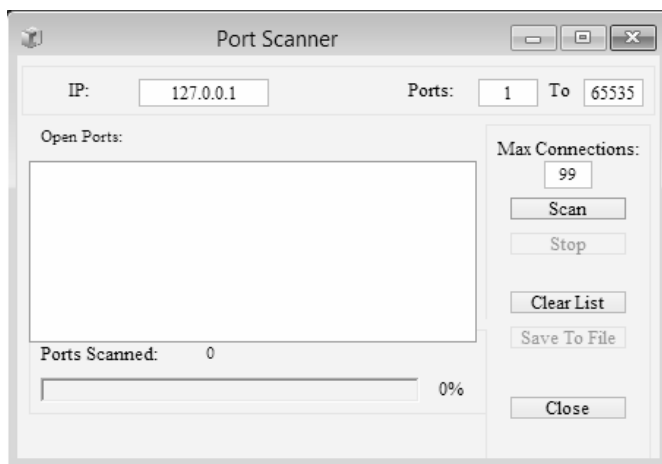 Port Scanner
IP: 127.0.0.1 Ports: 1 To 65535
Open Ports:
Max Connections:
99
Scan
Stop
Clear List
Save To File
Ports Scanned: 0
0%
Close